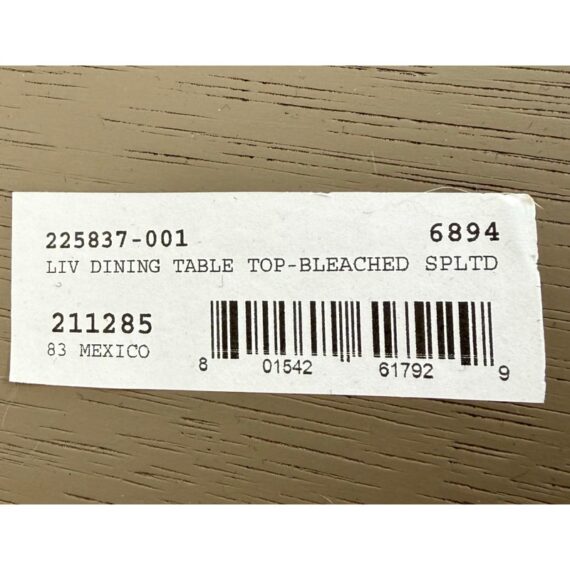 225837-001 6894
LIV DINING TABLE TOP-BLEACHED SPLTD
211285
83 MEXICO
8 01542 61792 9